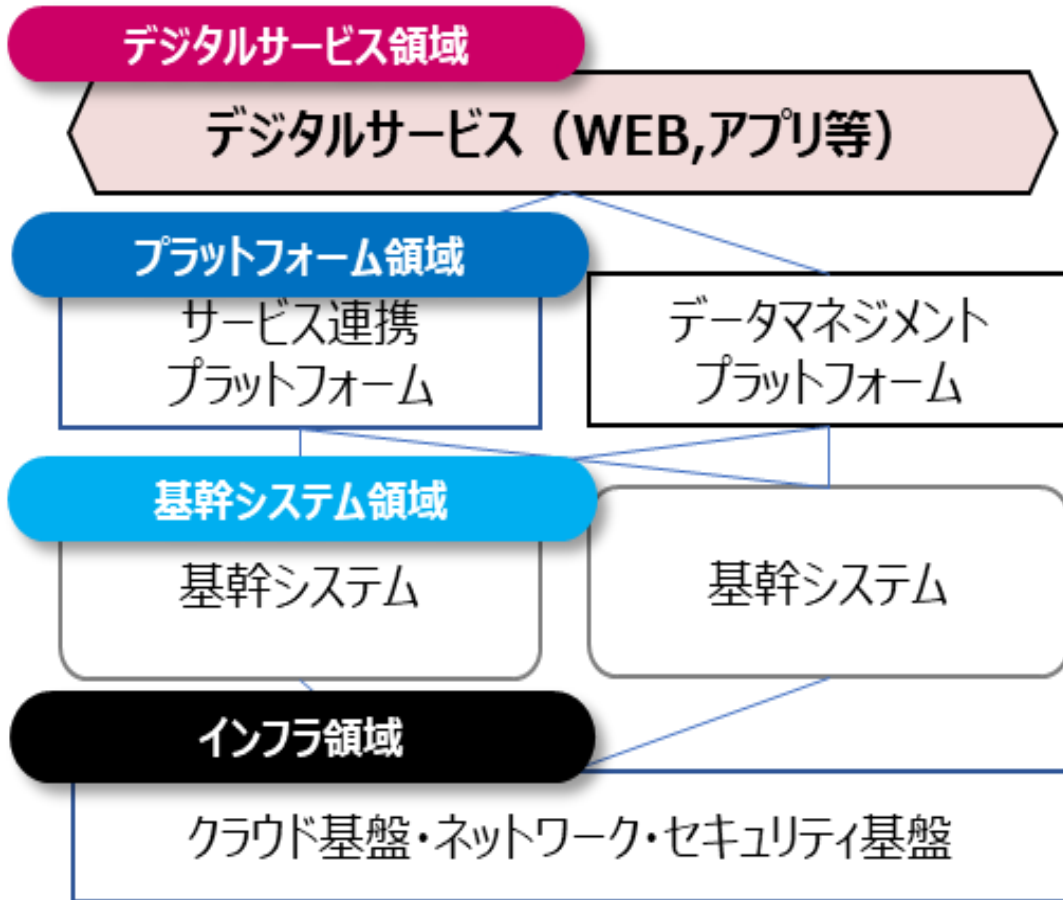 デジタルサービス領域
デジタルサービス（WEB,アプリ等）
プラットフォーム領域
サービス連携
プラットフォーム
データマネジメント
プラットフォーム
基幹システム領域
基幹システム
基幹システム
インフラ領域
クラウド基盤・ネットワーク・セキュリティ基盤